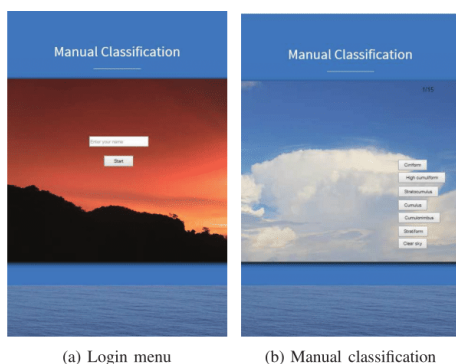 Manual Classification
Enter your name
Start
(a) Login menu
Manual Classification
Cirriform
High cumuliform
Stratocumulus
Cumulus
Cumulonimbus
Stratiform
Clear sky
(b) Manual classification